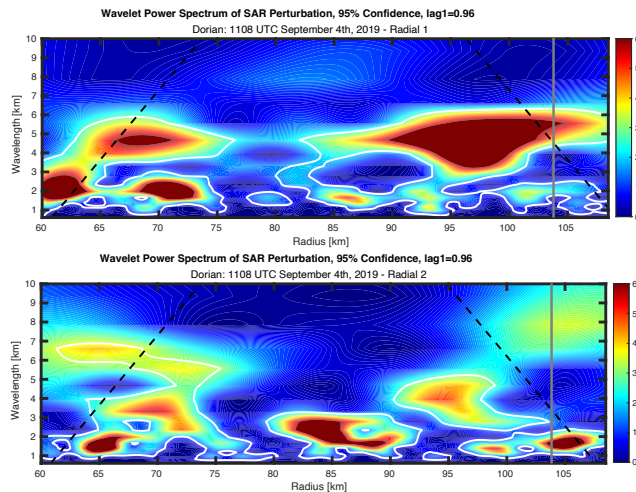 Wavelet Power Spectrum of SAR Perturbation, 95% Confidence, lag1=0.96
Dorian: 1108 UTC September 4th, 2019 - Radial 1
Wavelength [km]
10
9
8
7
6
5
4
3
2
1
60 65 70 75 80 85 90 95 100 105
Radius [km]
Wavelet Power Spectrum of SAR Perturbation, 95% Confidence, lag1=0.96
Dorian: 1108 UTC September 4th, 2019 - Radial 2
Wavelength [km]
10
9
8
7
6
5
4
3
2
1
60 65 70 75 80 85 90 95 100 105
Radius [km]
6
5
4
3
2
1
0